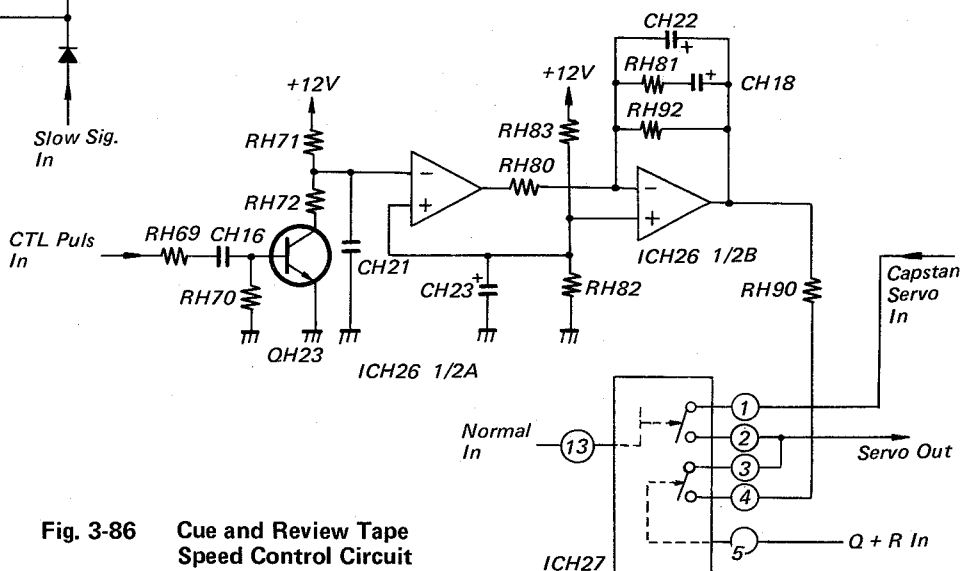 CH22
+
RH81
+
CH18
+12V
+12V
RH92
Slow Sig.
In
RH71
RH83
RH80
RH72
-
+
-
+
CTL Puls
In
RH69
CH16
CH21
ICH26 1/2B
RH70
CH23
+
RH82
RH90
Capstan
Servo
In
QH23
ICH26 1/2A
Normal
In
13
1
2
3
4
5
Servo Out
Q + R In
ICH27
Fig. 3-86 Cue and Review Tape
Speed Control Circuit